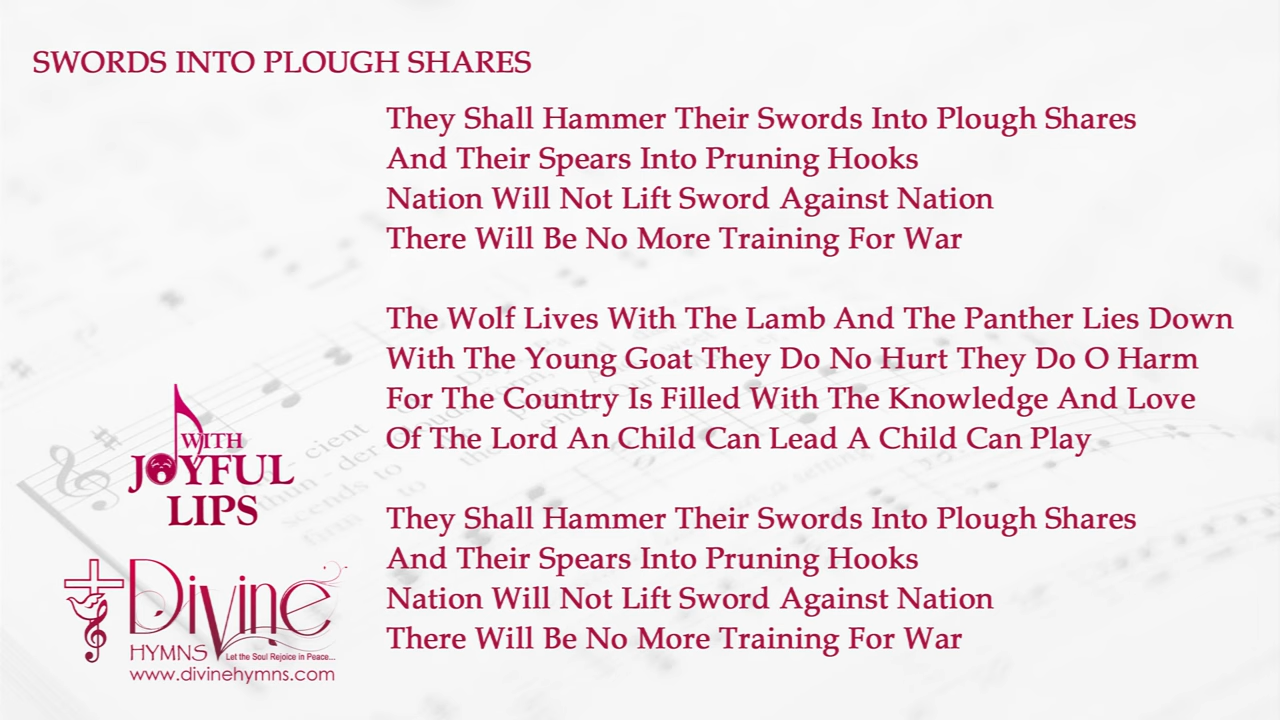 SWORDS INTO PLOUGH SHARES
They Shall Hammer Their Swords Into Plough Shares
And Their Spears Into Pruning Hooks
Nation Will Not Lift Sword Against Nation
There Will Be No More Training For War
The Wolf Lives With The Lamb And The Panther Lies Down
With The Young Goat They Do No Hurt They Do O Harm
For The Country Is Filled With The Knowledge And Love
Of The Lord An Child Can Lead A Child Can Play
They Shall Hammer Their Swords Into Plough Shares
And Their Spears Into Pruning Hooks
Nation Will Not Lift Sword Against Nation
There Will Be No More Training For War
WITH
JOYFUL
LIPS
Divine
HYMNS
Let the Soul Rejoice in Peace...
www.divinehymns.com